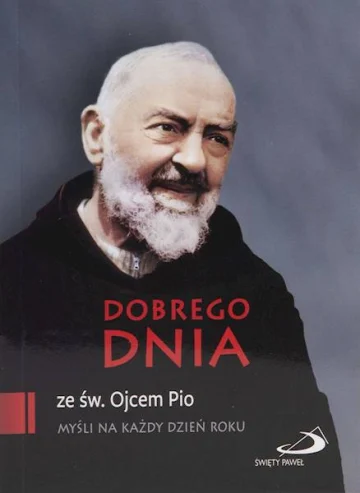 DOBREGO
DNIA
ze św. Ojcem Pio
MYŚLI NA KAŻDY DZIEŃ ROKU
ŚWIĘTY PAWEŁ